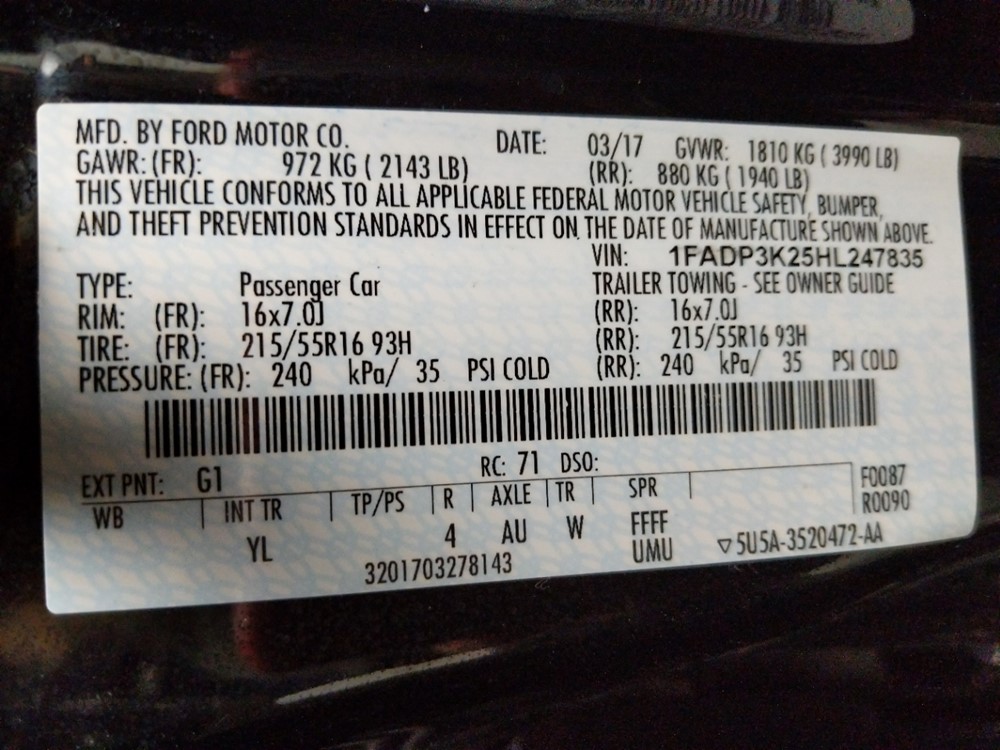 MFD. BY FORD MOTOR CO. DATE: 03/17 GVWR: 1810 KG ( 3990 LB)
GAWR: (FR): 972 KG ( 2143 LB) (RR): 880 KG ( 1940 LB)
THIS VEHICLE CONFORMS TO ALL APPLICABLE FEDERAL MOTOR VEHICLE SAFETY, BUMPER,
AND THEFT PREVENTION STANDARDS IN EFFECT ON THE DATE OF MANUFACTURE SHOWN ABOVE.
VIN: 1FADP3K25HL247835
TYPE: Passenger Car TRAILER TOWING - SEE OWNER GUIDE
RIM: (FR): 16x7.0J (RR): 16x7.0J
TIRE: (FR): 215/55R16 93H (RR): 215/55R16 93H
PRESSURE: (FR): 240 kPa/ 35 PSI COLD (RR): 240 kPa/ 35 PSI COLD
EXT PNT: G1 RC: 71 DSO: F0087
WB INT TR TP/PS R AXLE TR SPR R0090
YL 4 AU W FFFF
UMU ▽5U5A-3520472-AA
3201703278143